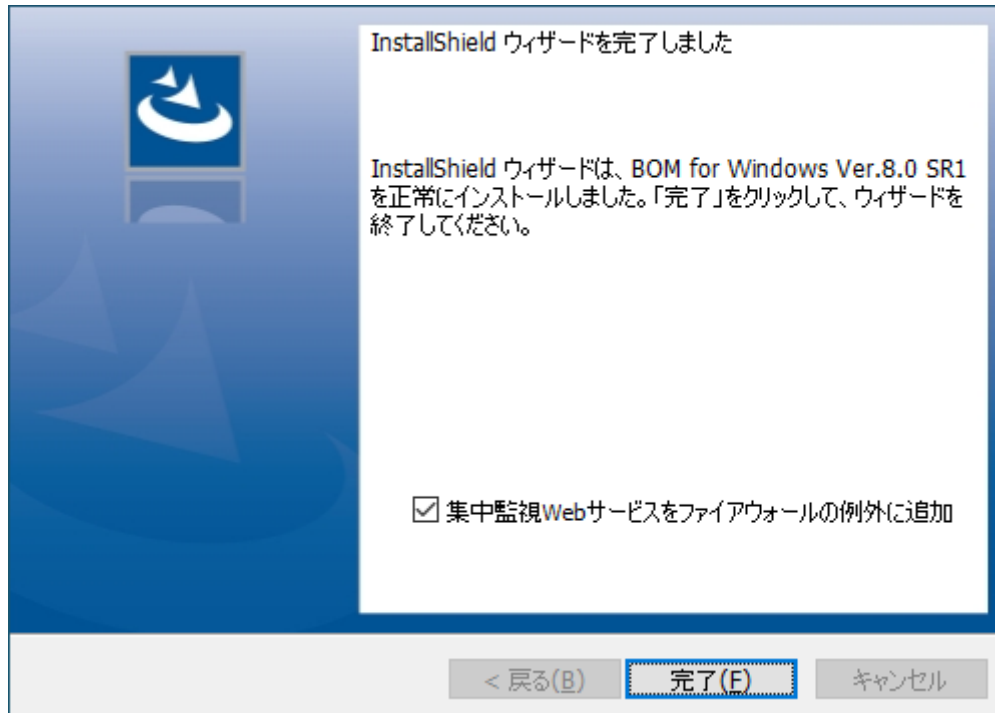 InstallShield ウィザードを完了しました
InstallShield ウィザードは、BOM for Windows Ver.8.0 SR1
を正常にインストールしました。「完了」をクリックして、ウィザードを
終了してください。
集中監視Webサービスをファイアウォールの例外に追加
< 戻る(B)
完了(F)
キャンセル